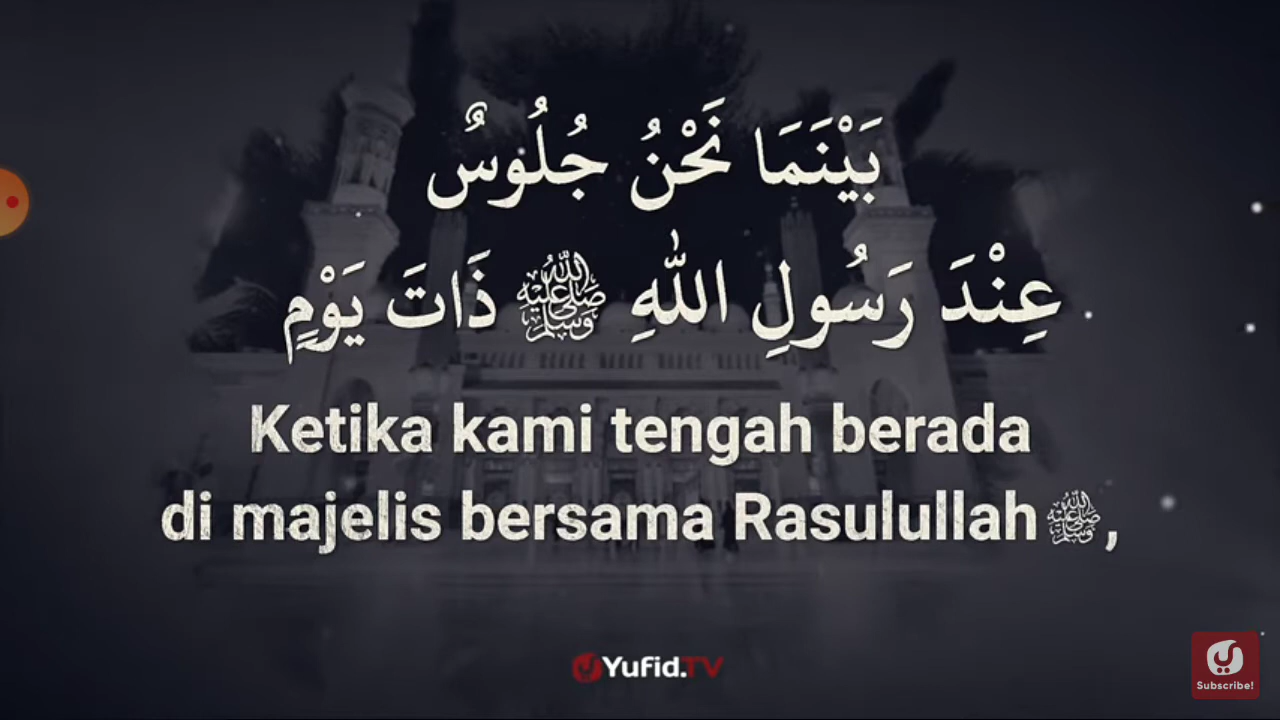 بَيْنَمَا نَحْنُ جُلُوسٌ
عِنْدَ رَسُولِ اللّٰهِ ﷺ ذَاتَ يَوْمٍ
Ketika kami tengah berada
di majelis bersama Rasulullah ﷺ,
Yufid.TV
Subscribe!